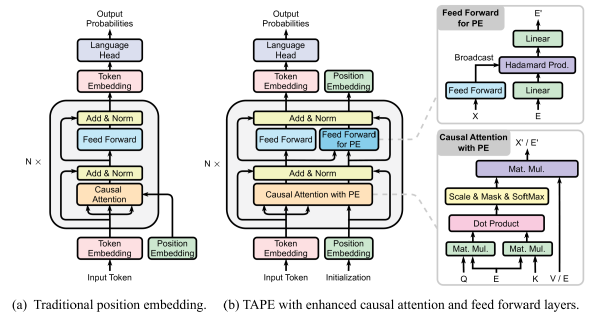 Output
Probabilities
Language
Head
Token
Embedding
Add & Norm
Feed Forward
N ×
Add & Norm
Causal
Attention
Token
Embedding
Position
Embedding
Input Token
(a) Traditional position embedding.
Output
Probabilities
Language
Head
Token
Embedding
Position
Embedding
Add & Norm
Feed Forward
Feed Forward
for PE
N ×
Add & Norm
Causal Attention with PE
Token
Embedding
Position
Embedding
Input Token
Initialization
(b) TAPE with enhanced causal attention and feed forward layers.
Feed Forward
for PE
E'
Linear
Broadcast
Hadamard Prod.
Feed Forward
Linear
X
E
Causal Attention
with PE
X' / E'
Mat. Mul.
Scale & Mask & SoftMax
Dot Product
Mat. Mul.
Mat. Mul.
Q
E
K
V / E